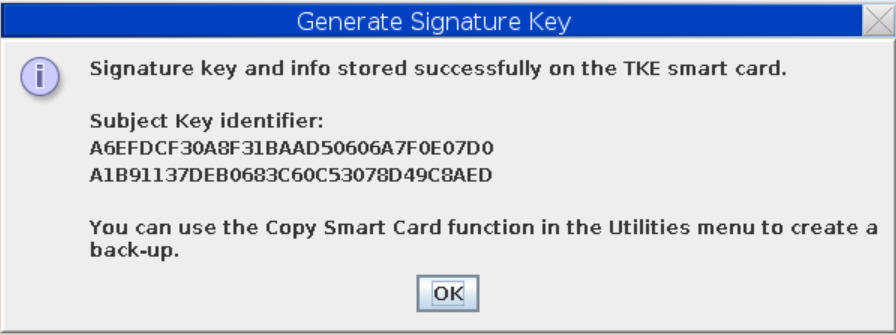 Generate Signature Key
Signature key and info stored successfully on the TKE smart card.
Subject Key identifier:
A6EFDCF30A8F31BAAD50606A7F0E07D0
A1B91137DEB0683C60C53078D49C8AED
You can use the Copy Smart Card function in the Utilities menu to create a
back-up.
OK